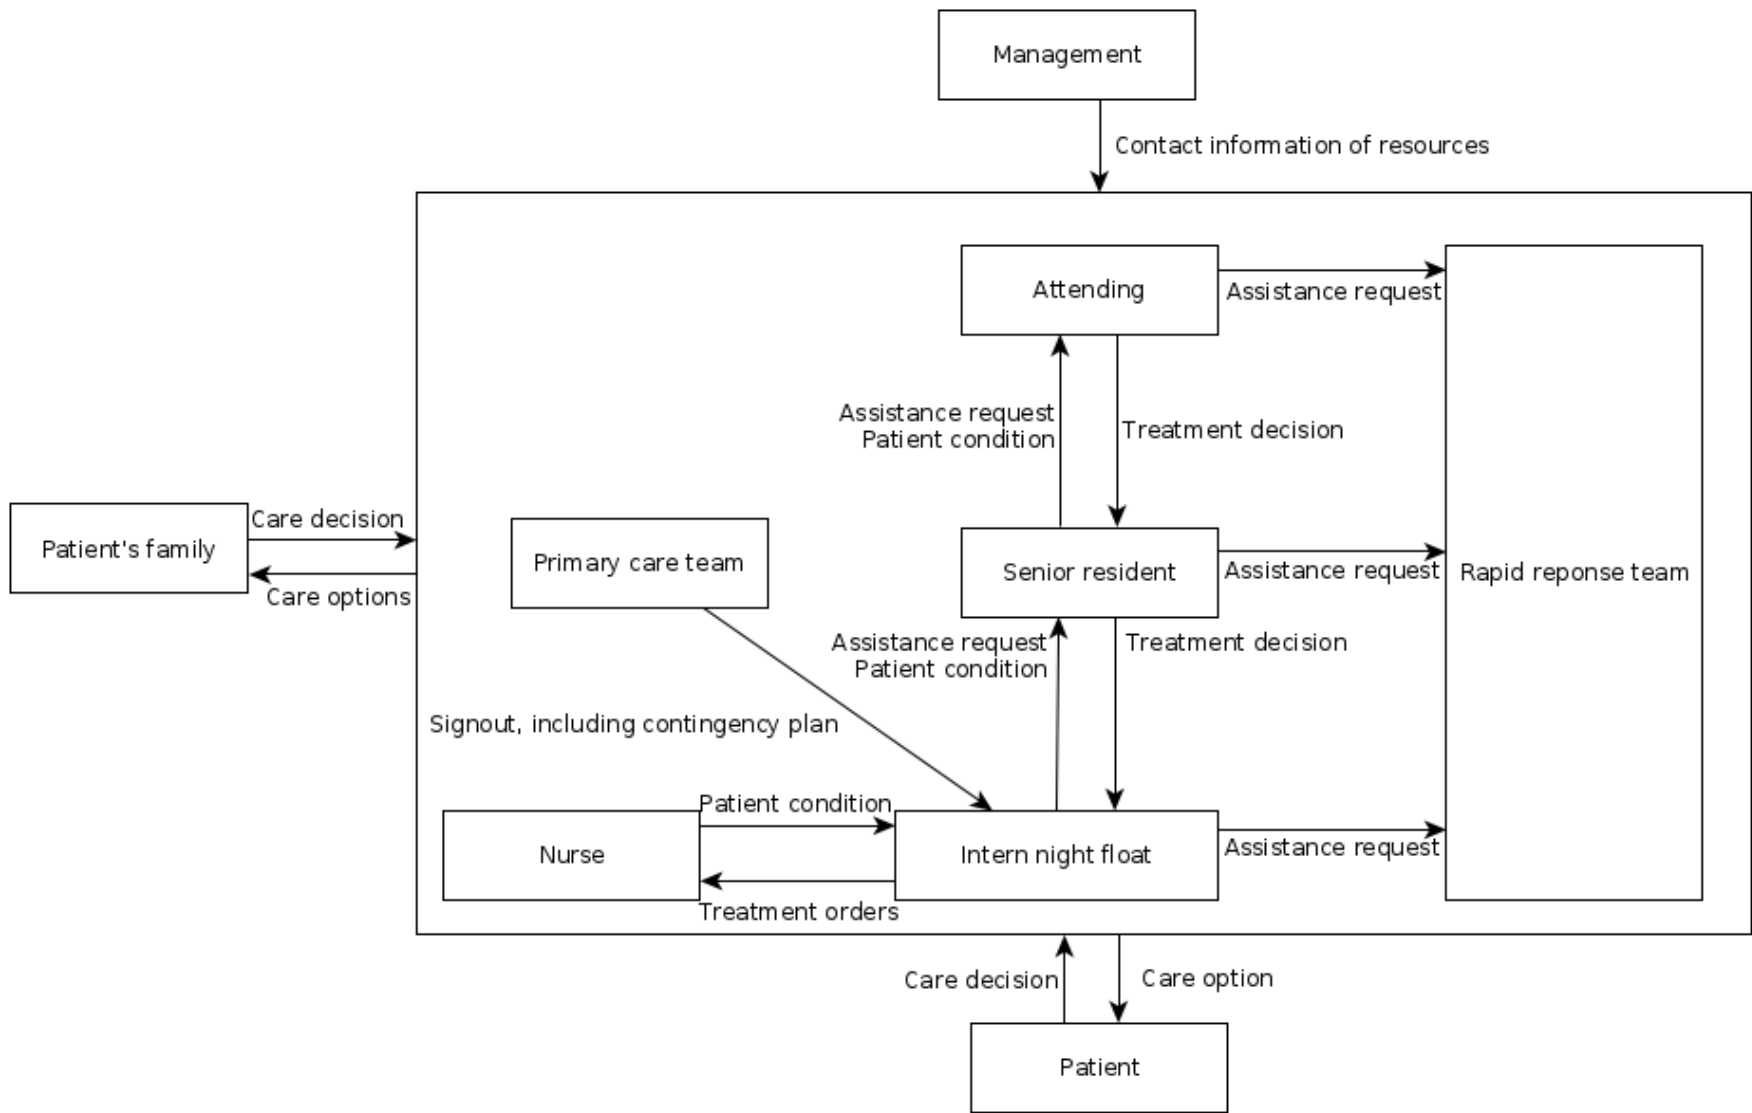 Management
Contact information of resources
Attending
Assistance request
Assistance request
Patient condition
Treatment decision
Patient's family
Care decision
Care options
Primary care team
Senior resident
Assistance request
Rapid reponse team
Assistance request
Patient condition
Treatment decision
Signout, including contingency plan
Nurse
Patient condition
Treatment orders
Intern night float
Assistance request
Care decision
Care option
Patient